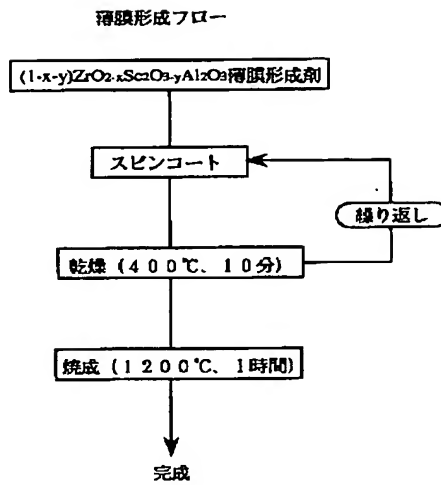 薄膜形成フロー
(1-x-y)ZrO2-xSc2O3-yAl2O3薄膜形成剤
スピンコート
繰り返し
乾燥（４００℃、１０分）
焼成（１２００℃、１時間）
完成